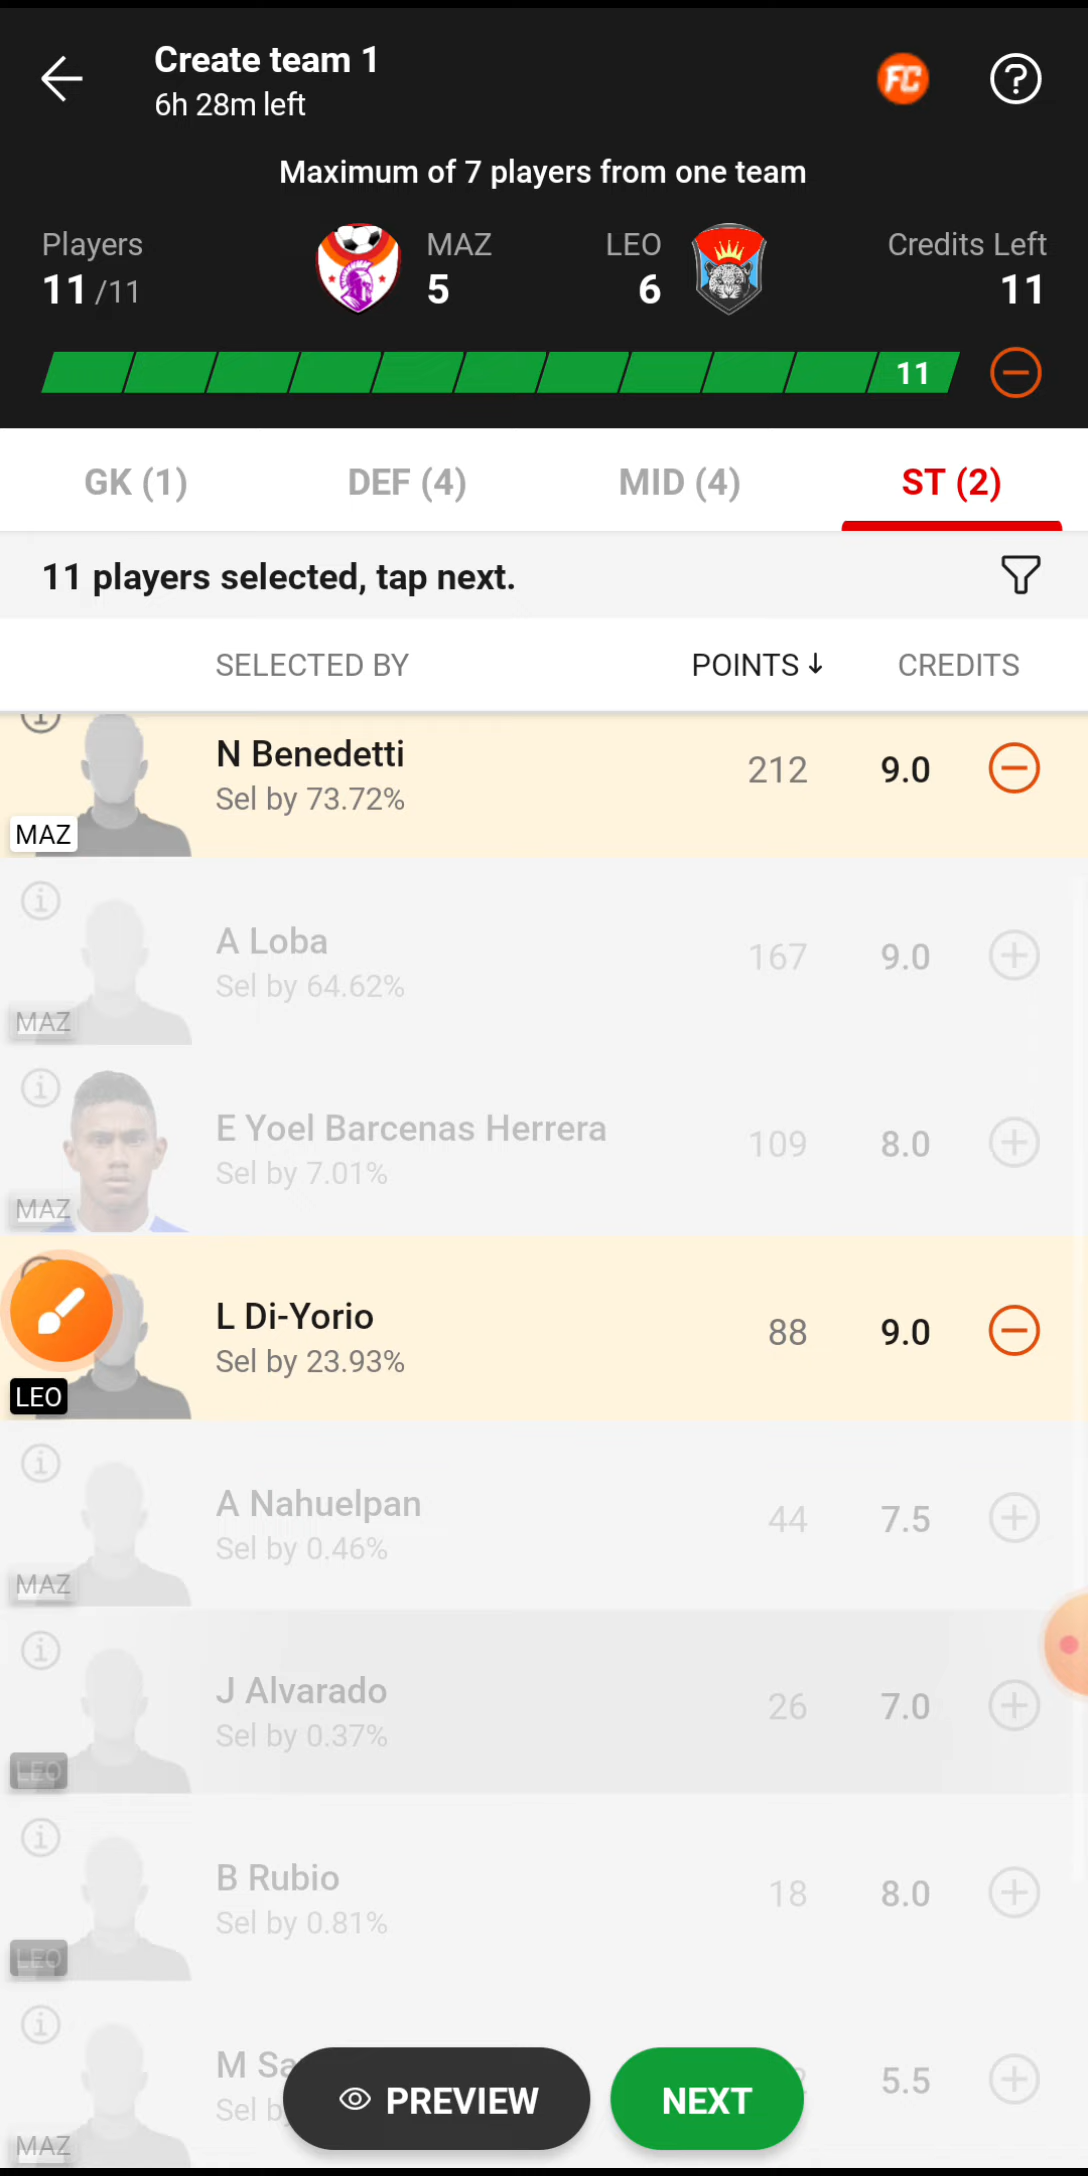 Create team 1
6h 28m left
FC
Maximum of 7 players from one team
Players
11 /11
MAZ
5
LEO
6
Credits Left
11
11
GK (1)
DEF (4)
MID (4)
ST (2)
11 players selected, tap next.
SELECTED BY
POINTS ↓
CREDITS
N Benedetti
Sel by 73.72%
212
9.0
MAZ
A Loba
Sel by 64.62%
167
9.0
MAZ
E Yoel Barcenas Herrera
Sel by 7.01%
109
8.0
MAZ
L Di-Yorio
Sel by 23.93%
88
9.0
LEO
A Nahuelpan
Sel by 0.46%
44
7.5
MAZ
J Alvarado
Sel by 0.37%
26
7.0
LEO
B Rubio
Sel by 0.81%
18
8.0
LEO
M Sa
Sel b
5.5
MAZ
PREVIEW
NEXT